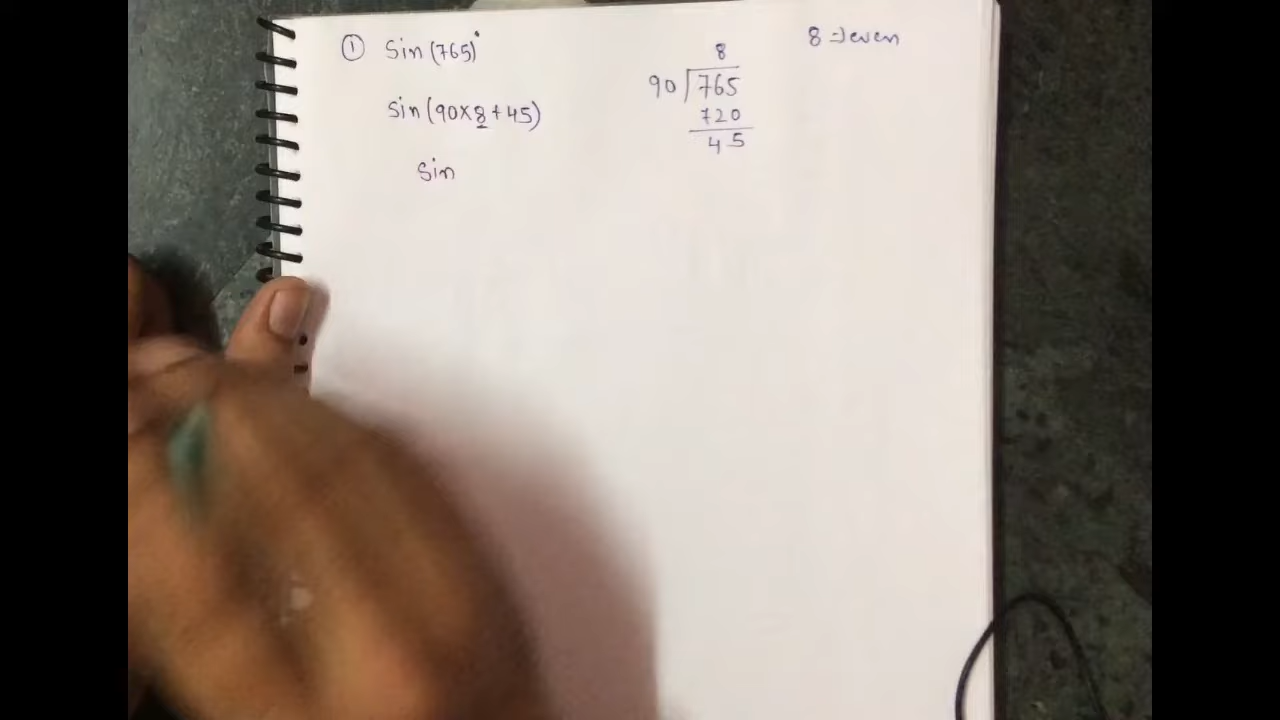 ① Sin (765)°
sin (90×8+45)
sin
8
90 765
720
45
8 ⇒ even